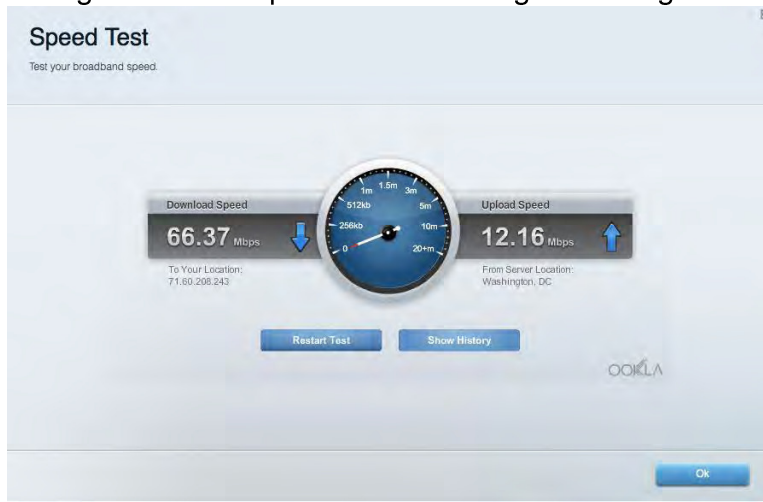 Speed Test
Test your broadband speed.
Download Speed
66.37 Mbps
To Your Location:
71.60.208.243
0
256kb
512kb
1m
1.5m
3m
5m
10m
20+m
Upload Speed
12.16 Mbps
From Server Location:
Washington, DC
Restart Test
Show History
OOKLA
Ok